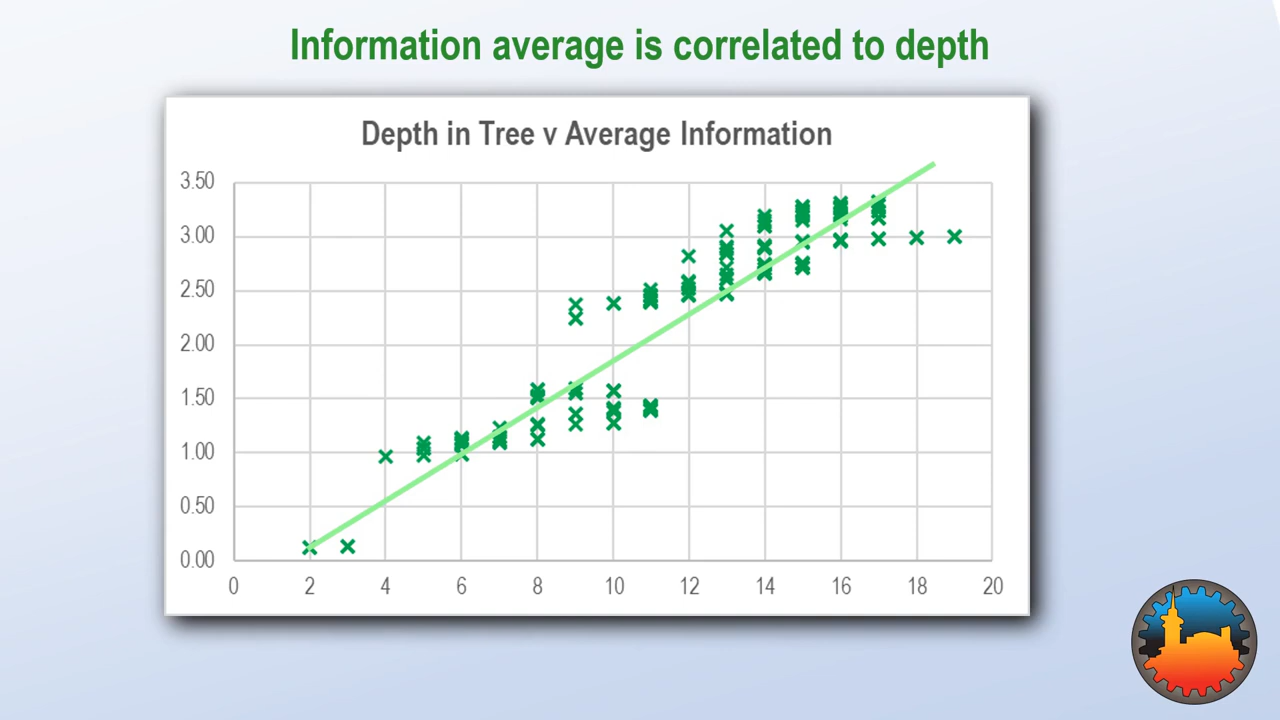 Information average is correlated to depth
Depth in Tree v Average Information
3.50
3.00
2.50
2.00
1.50
1.00
0.50
0.00
0 2 4 6 8 10 12 14 16 18 20